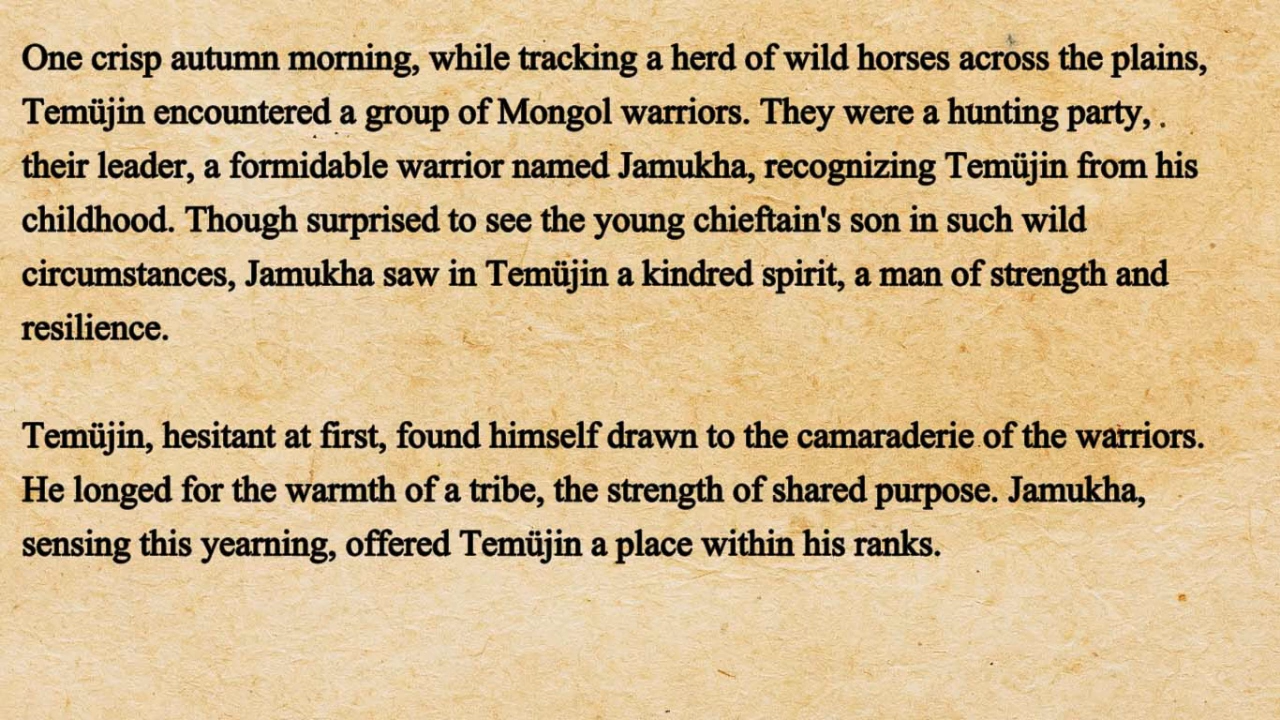 One crisp autumn morning, while tracking a herd of wild horses across the plains,
Temüjin encountered a group of Mongol warriors. They were a hunting party,
their leader, a formidable warrior named Jamukha, recognizing Temüjin from his
childhood. Though surprised to see the young chieftain's son in such wild
circumstances, Jamukha saw in Temüjin a kindred spirit, a man of strength and
resilience.
Temüjin, hesitant at first, found himself drawn to the camaraderie of the warriors.
He longed for the warmth of a tribe, the strength of shared purpose. Jamukha,
sensing this yearning, offered Temüjin a place within his ranks.